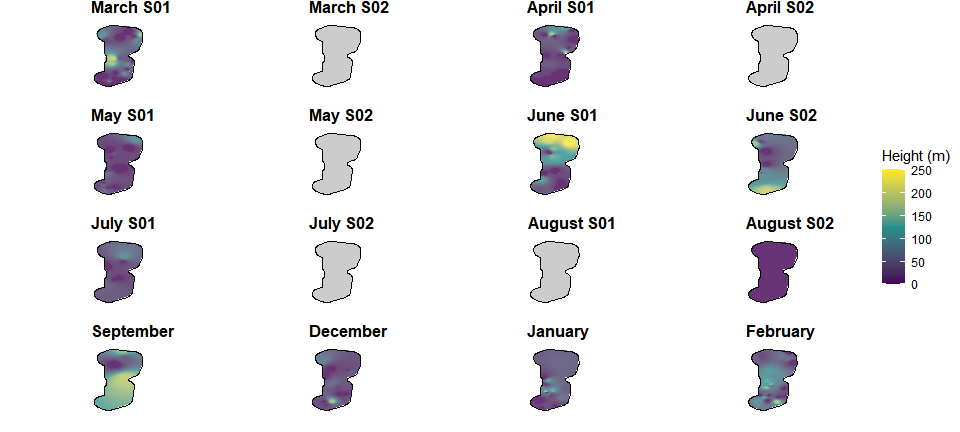 March S01
March S02
April S01
April S02
May S01
May S02
June S01
June S02
Height (m)
250
200
150
100
50
0
July S01
July S02
August S01
August S02
September
December
January
February